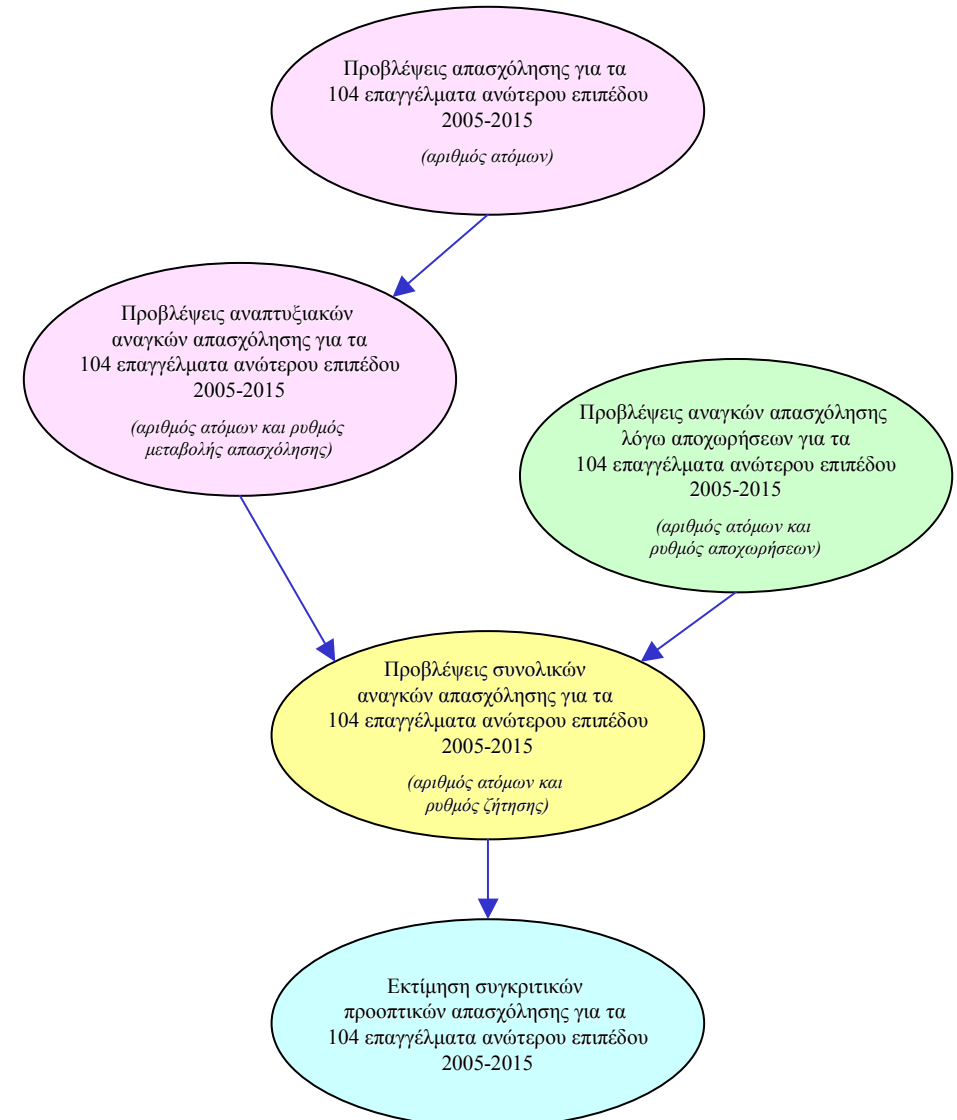 Προβλέψεις απασχόλησης για τα
104 επαγγέλματα ανώτερου επιπέδου
2005-2015
(αριθμός ατόμων)
Προβλέψεις αναπτυξιακών
αναγκών απασχόλησης για τα
104 επαγγέλματα ανώτερου επιπέδου
2005-2015
(αριθμός ατόμων και ρυθμός
μεταβολής απασχόλησης)
Προβλέψεις αναγκών απασχόλησης
λόγω αποχωρήσεων για τα
104 επαγγέλματα ανώτερου επιπέδου
2005-2015
(αριθμός ατόμων και
ρυθμός αποχωρήσεων)
Προβλέψεις συνολικών
αναγκών απασχόλησης για τα
104 επαγγέλματα ανώτερου επιπέδου
2005-2015
(αριθμός ατόμων και
ρυθμός ζήτησης)
Εκτίμηση συγκριτικών
προοπτικών απασχόλησης για τα
104 επαγγέλματα ανώτερου επιπέδου
2005-2015